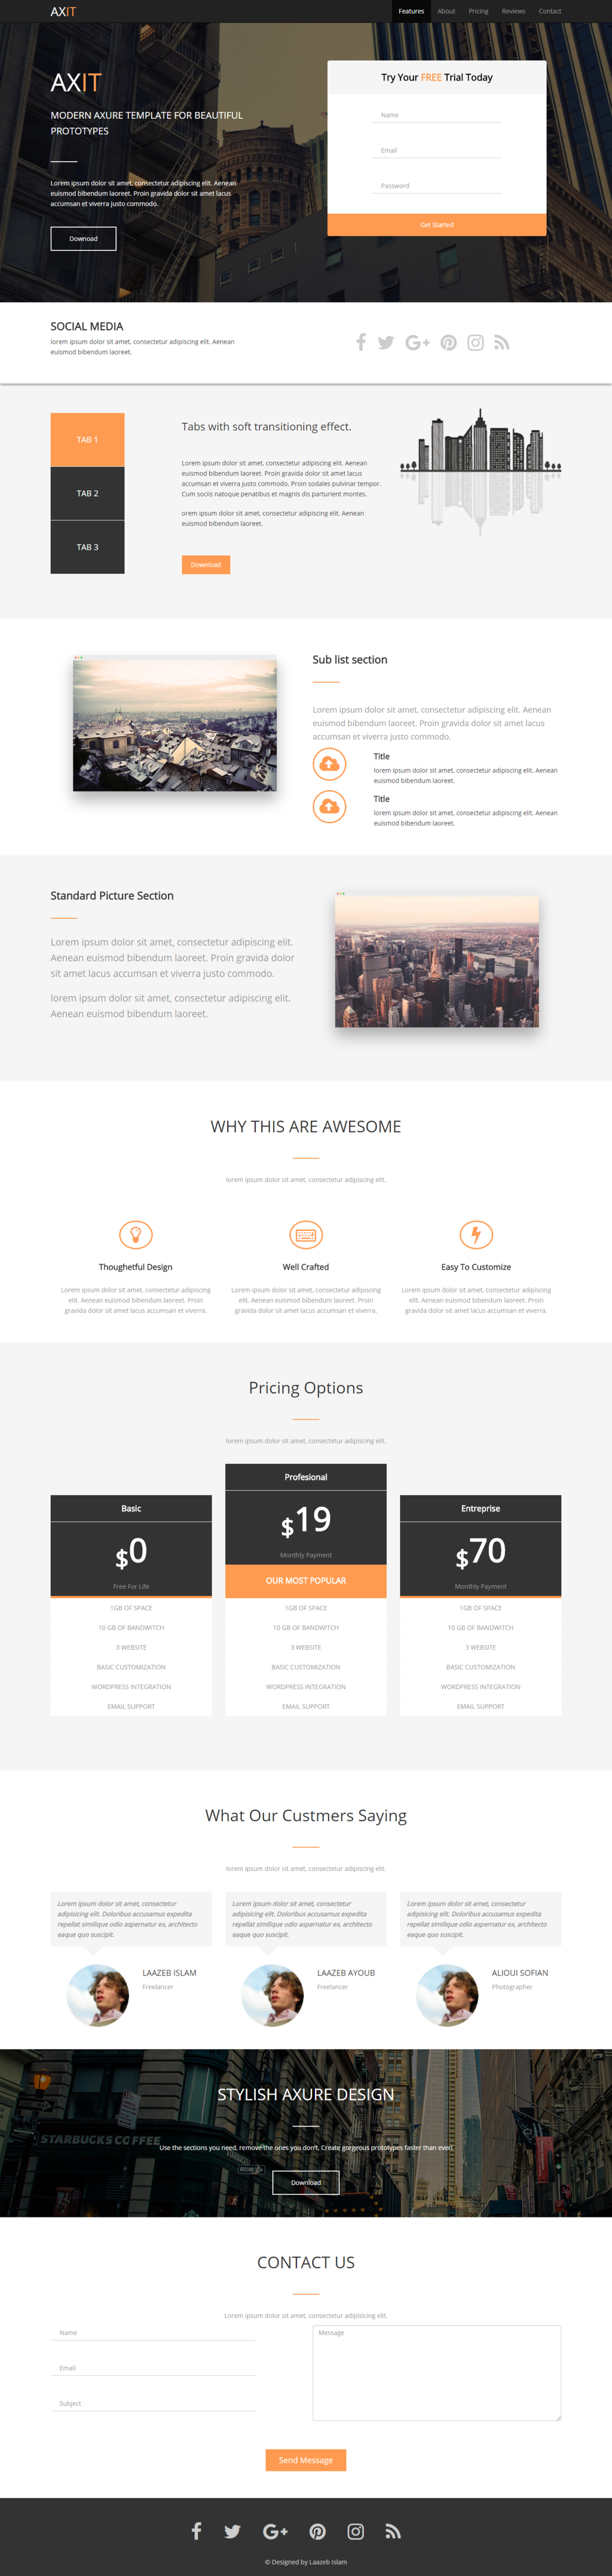 AXIT
Features About Pricing Reviews Contact
AXIT
MODERN AXURE TEMPLATE FOR BEAUTIFUL
PROTOTYPES
Lorem ipsum dolor sit amet, consectetur adipiscing elit. Aenean
euismod bibendum laoreet. Proin gravida dolor sit amet lacus
accumsan et viverra justo commodo.
Downoad
Try Your FREE Trial Today
Name
Email
Password
Get Started
SOCIAL MEDIA
lorem ipsum dolor sit amet, consectetur adipiscing elit. Aenean
euismod bibendum laoreet.
TAB 1
TAB 2
TAB 3
Tabs with soft transitioning effect.
Lorem ipsum dolor sit amet, consectetur adipiscing elit. Aenean
euismod bibendum laoreet. Proin gravida dolor sit amet lacus
accumsan et viverra justo commodo. Proin sodales pulvinar tempor.
Cum sociis natoque penatibus et magnis dis parturient montes.
orem ipsum dolor sit amet, consectetur adipiscing elit. Aenean
euismod bibendum laoreet.
Download
Sub list section
Lorem ipsum dolor sit amet, consectetur adipiscing elit. Aenean
euismod bibendum laoreet. Proin gravida dolor sit amet lacus
accumsan et viverra justo commodo.
Title
lorem ipsum dolor sit amet, consectetur adipiscing elit. Aenean
euismod bibendum laoreet.
Title
lorem ipsum dolor sit amet, consectetur adipiscing elit. Aenean
euismod bibendum laoreet.
Standard Picture Section
Lorem ipsum dolor sit amet, consectetur adipiscing elit.
Aenean euismod bibendum laoreet. Proin gravida dolor
sit amet lacus accumsan et viverra justo commodo.
lorem ipsum dolor sit amet, consectetur adipiscing elit.
Aenean euismod bibendum laoreet.
WHY THIS ARE AWESOME
lorem ipsum dolor sit amet, consectetur adipiscing elit.
Thoughetful Design
Lorem ipsum dolor sit amet, consectetur adipiscing
elit. Aenean euismod bibendum laoreet. Proin
gravida dolor sit amet lacus accumsan et viverra.
Well Crafted
Lorem ipsum dolor sit amet, consectetur adipiscing
elit. Aenean euismod bibendum laoreet. Proin
gravida dolor sit amet lacus accumsan et viverra.
Easy To Customize
Lorem ipsum dolor sit amet, consectetur adipiscing
elit. Aenean euismod bibendum laoreet. Proin
gravida dolor sit amet lacus accumsan et viverra.
Pricing Options
lorem ipsum dolor sit amet, consectetur adipiscing elit.
Basic
$0
Free For Life
1GB OF SPACE
10 GB OF BANDWITCH
3 WEBSITE
BASIC CUSTOMIZATION
WORDPRESS INTEGRATION
EMAIL SUPPORT
Profesional
$19
Monthly Payment
OUR MOST POPULAR
1GB OF SPACE
10 GB OF BANDWITCH
3 WEBSITE
BASIC CUSTOMIZATION
WORDPRESS INTEGRATION
EMAIL SUPPORT
Entreprise
$70
Monthly Payment
1GB OF SPACE
10 GB OF BANDWITCH
3 WEBSITE
BASIC CUSTOMIZATION
WORDPRESS INTEGRATION
EMAIL SUPPORT
What Our Custmers Saying
lorem ipsum dolor sit amet, consectetur adipiscing elit.
Lorem ipsum dolor sit amet, consectetur
adipisicing elit. Doloribus accusamus expedita
repellat similique odio aspernatur ex, architecto
eaque quo suscipit.
LAAZEB ISLAM
Freelancer
Lorem ipsum dolor sit amet, consectetur
adipisicing elit. Doloribus accusamus expedita
repellat similique odio aspernatur ex, architecto
eaque quo suscipit.
LAAZEB AYOUB
Freelancer
Lorem ipsum dolor sit amet, consectetur
adipisicing elit. Doloribus accusamus expedita
repellat similique odio aspernatur ex, architecto
eaque quo suscipit.
ALIOUI SOFIAN
Photographer
STYLISH AXURE DESIGN
STARBUCKS COFFEE
Use the sections you need, remove the ones you don't. Create gorgeous prototypes faster than ever!
Download
CONTACT US
Lorem ipsum dolor sit amet, consectetur adipisicing elit.
Name
Email
Subject
Message
Send Message
© Designed by Laazeb Islam